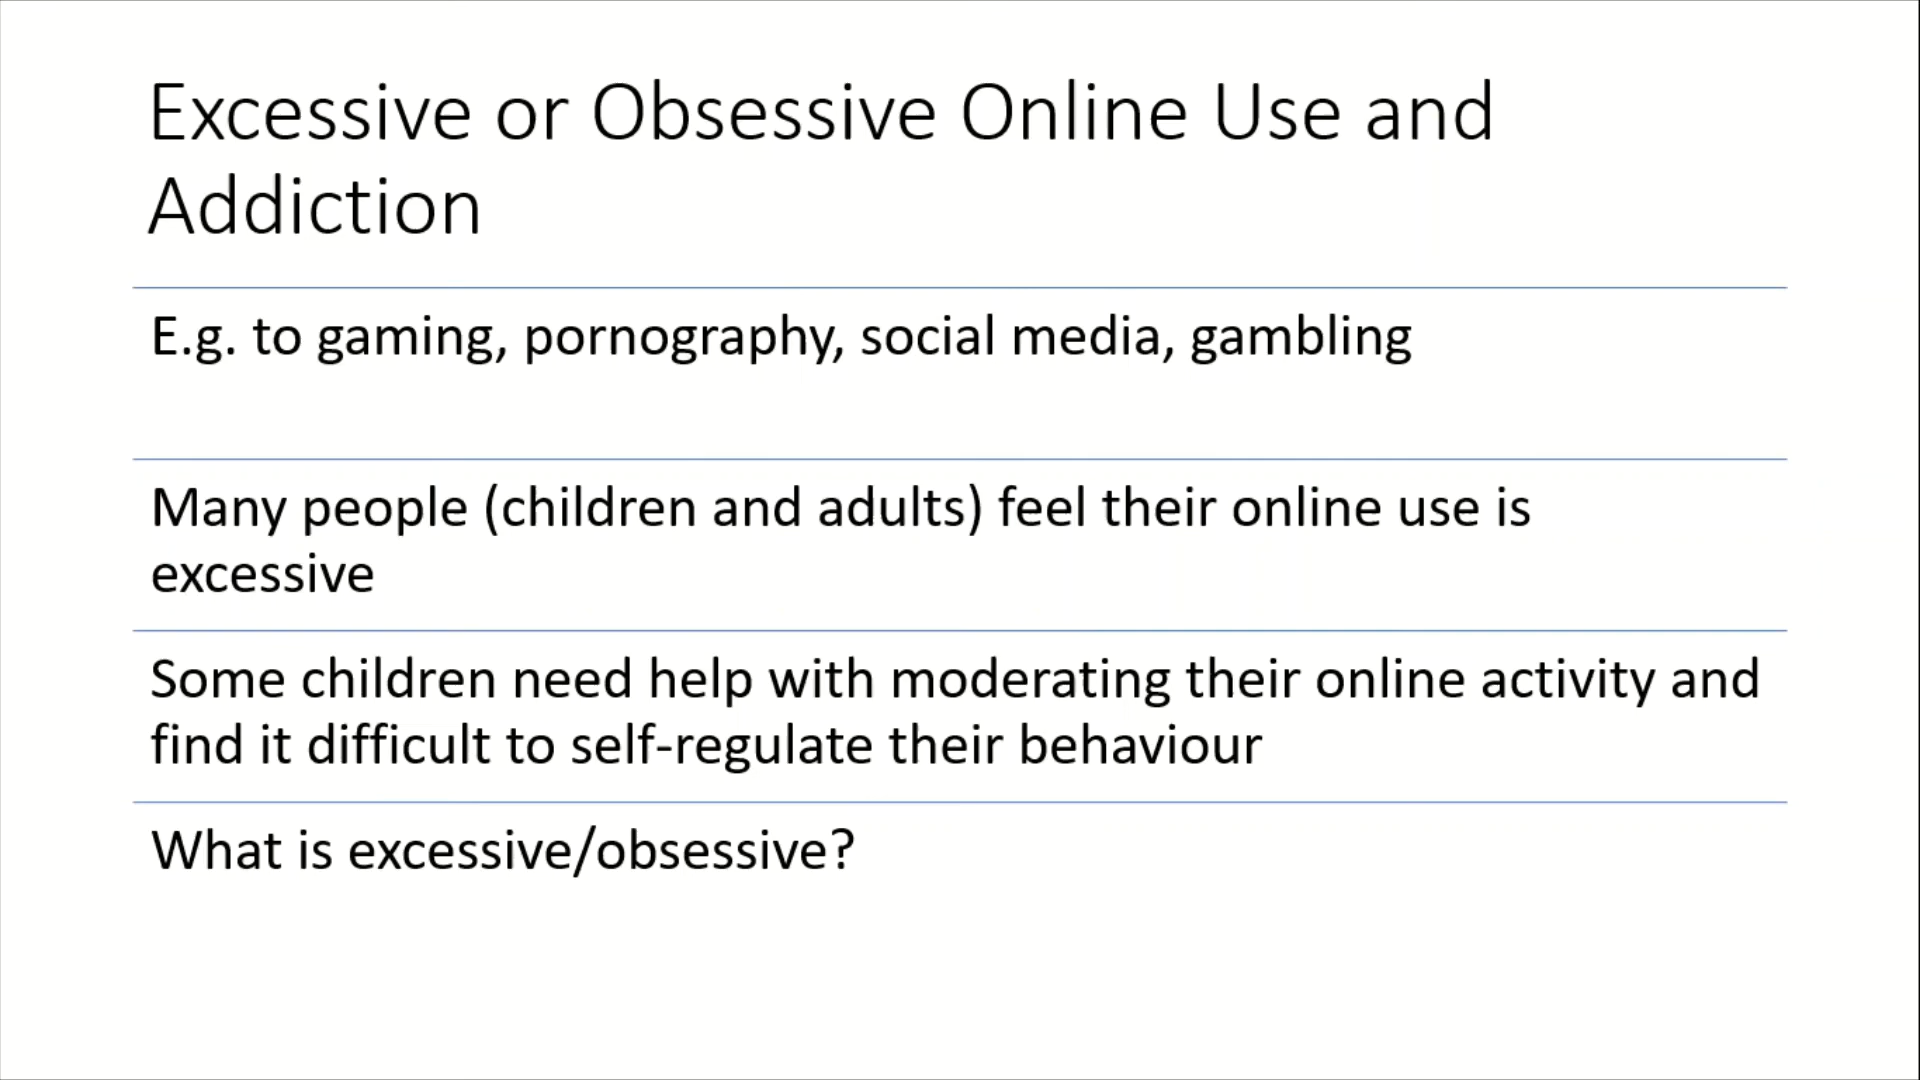 Excessive or Obsessive Online Use and
Addiction
E.g. to gaming, pornography, social media, gambling
Many people (children and adults) feel their online use is
excessive
Some children need help with moderating their online activity and
find it difficult to self-regulate their behaviour
What is excessive/obsessive?